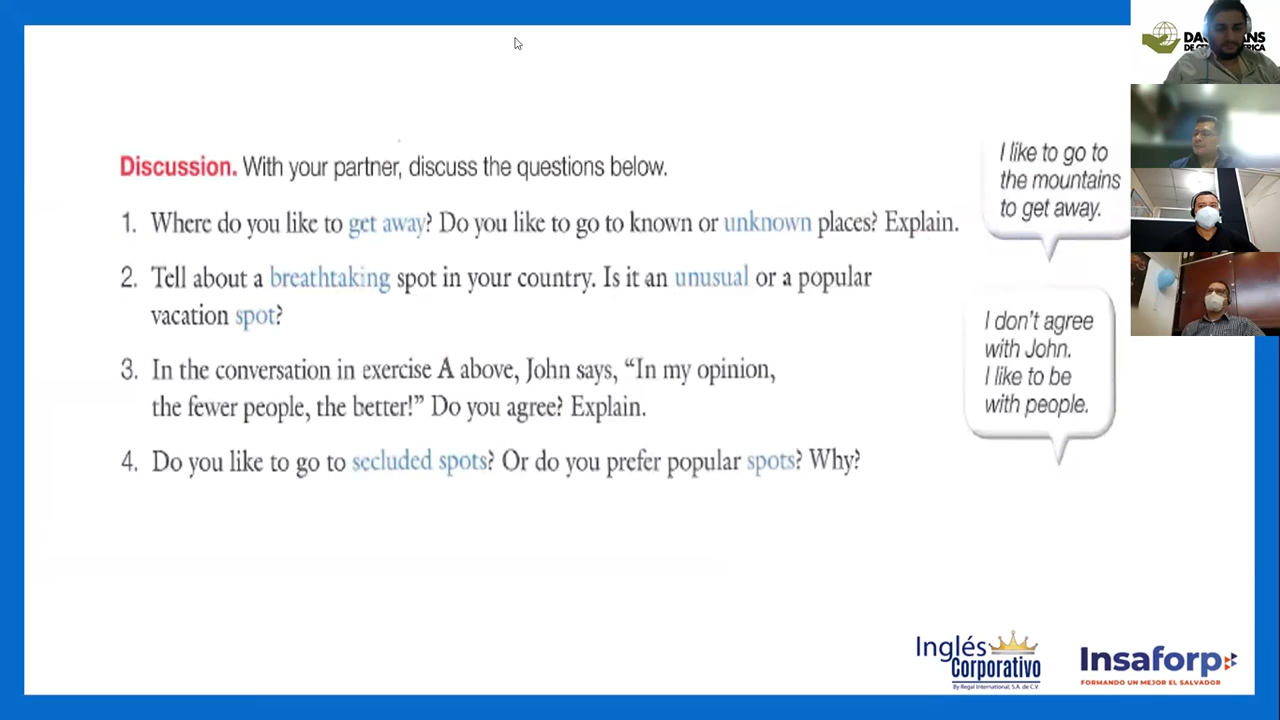 Discussion. With your partner, discuss the questions below.
1. Where do you like to get away? Do you like to go to known or unknown places? Explain.
2. Tell about a breathtaking spot in your country. Is it an unusual or a popular
vacation spot?
3. In the conversation in exercise A above, John says, “In my opinion,
the fewer people, the better!” Do you agree? Explain.
4. Do you like to go to secluded spots? Or do you prefer popular spots? Why?
I like to go to
the mountains
to get away.
I don't agree
with John.
I like to be
with people.
Inglés
Corporativo
By Regal International, S.A. de C.V.
Insaforp
FORMANDO UN MEJOR EL SALVADOR